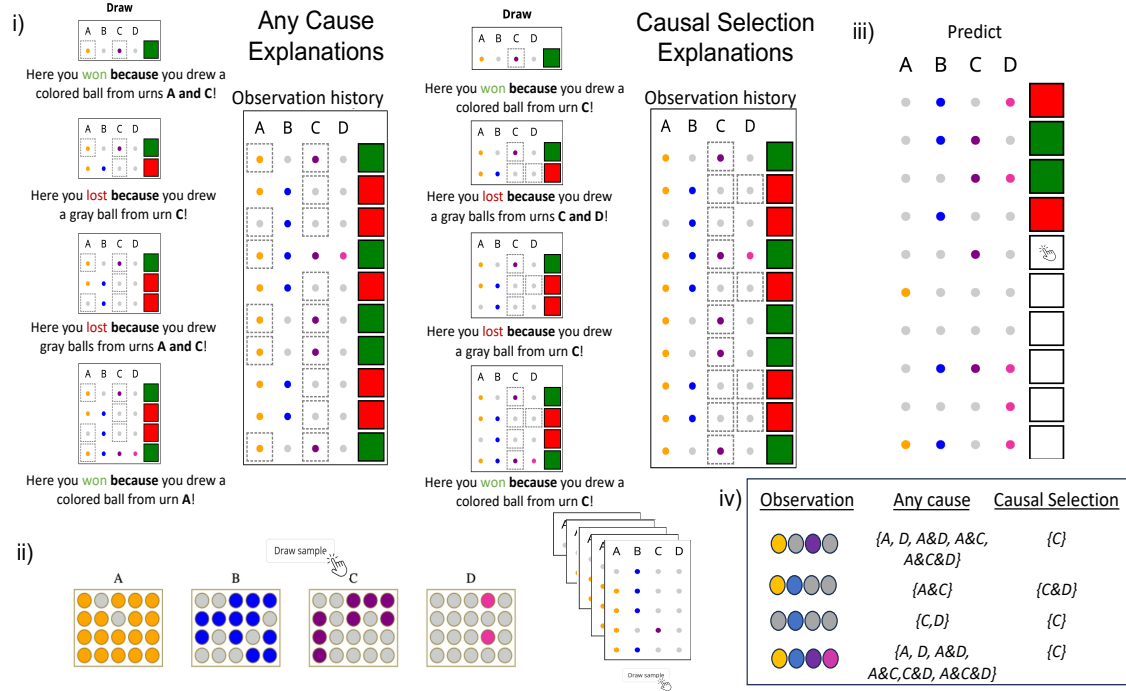 i)
Draw
A B C D
Here you won because you drew a
colored ball from urns A and C!
A B C D
Here you lost because you drew
a gray ball from urn C!
A B C D
Here you lost because you drew
gray balls from urns A and C!
A B C D
Here you won because you drew a
colored ball from urn A!
Any Cause
Explanations
Observation history
A B C D
Draw
A B C D
Here you won because you drew a
colored ball from urn C!
A B C D
Here you lost because you drew
a gray balls from urns C and D!
A B C D
Here you lost because you drew
a gray ball from urn C!
A B C D
Here you won because you drew a
colored ball from urn C!
Causal Selection
Explanations
Observation history
A B C D
iii)
Predict
A B C D
ii)
Draw sample
A B C D
A
A
A
A
A B C D
Draw sample
iv)
Observation Any cause Causal Selection
{A, D, A&D, A&C,
A&C&D}
{C}
{A&C} {C&D}
{C,D} {C}
{A, D, A&D,
A&C,C&D, A&C&D}
{C}